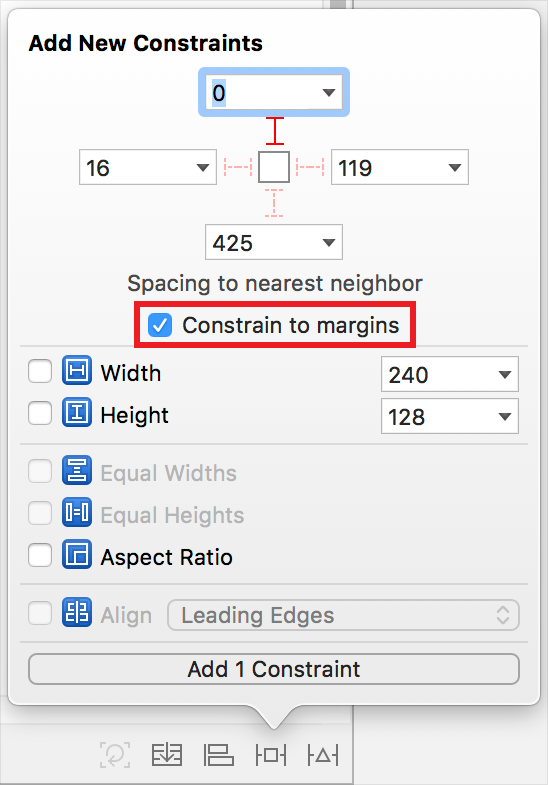 Add New Constraints
0
16
119
425
Spacing to nearest neighbor
Constrain to margins
Width
240
Height
128
Equal Widths
Equal Heights
Aspect Ratio
Align
Leading Edges
Add 1 Constraint